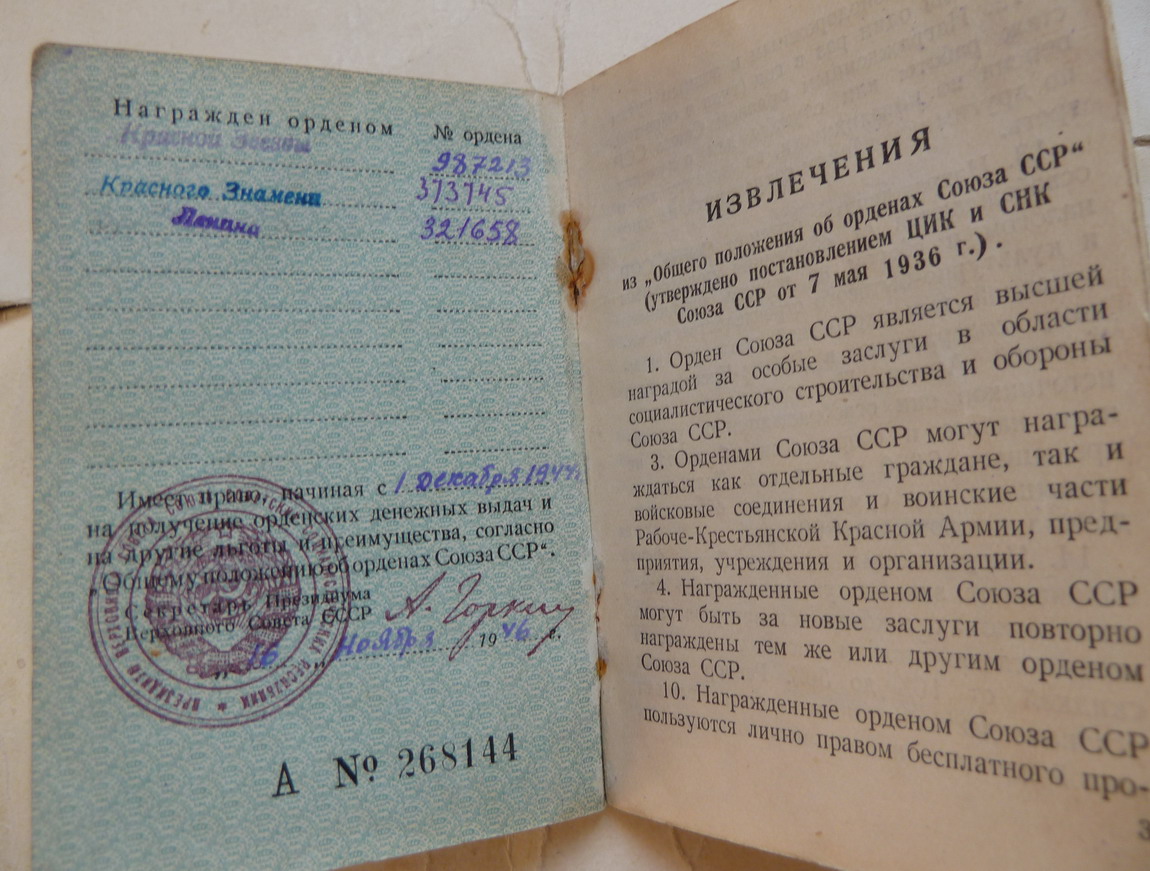 Награжден орденом № ордена
Красной Звезды 987213
Красного Знамени 373745
Ленина 321658
Имеет право, начиная с 1 декабря 1944 г.
на получение орденских денежных выдач и
на другие льготы и преимущества, согласно
„Общему положению об орденах Союза ССР“.
Секретарь Президиума
Верховного Совета СССР А. Горкин
„16“ Ноября 1946 г.
А № 268144
ИЗВЛЕЧЕНИЯ
из „Общего положения об орденах Союза ССР“
(утверждено постановлением ЦИК и СНК
Союза ССР от 7 мая 1936 г.).
1. Орден Союза ССР является высшей
наградой за особые заслуги в области
социалистического строительства и обороны
Союза ССР.
3. Орденами Союза ССР могут награ-
ждаться как отдельные граждане, так и
войсковые соединения и воинские части
Рабоче-Крестьянской Красной Армии, пред-
приятия, учреждения и организации.
4. Награжденные орденом Союза ССР
могут быть за новые заслуги повторно
награждены тем же или другим орденом
Союза ССР.
10. Награжденные орденом Союза ССР
пользуются лично правом бесплатного про-
3